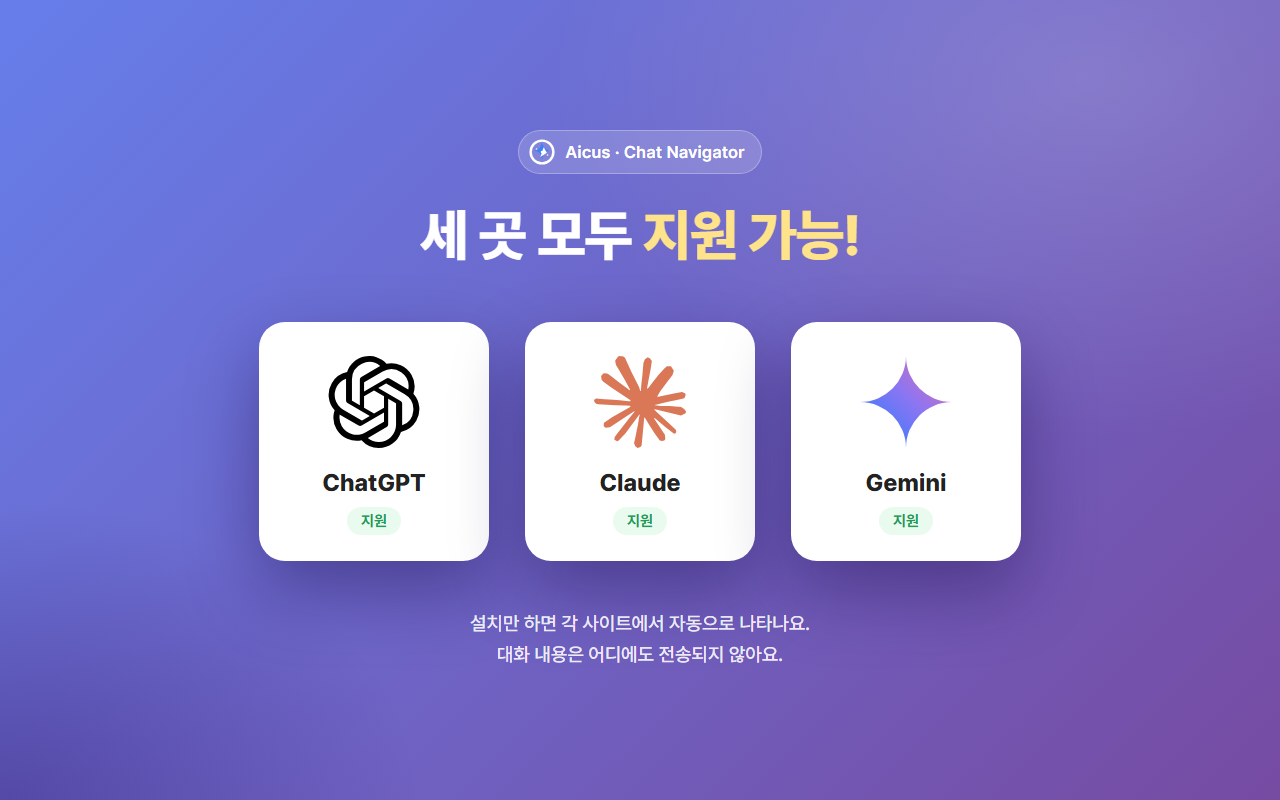 Aicus · Chat Navigator
세 곳 모두 지원 가능!
ChatGPT
지원
Claude
지원
Gemini
지원
설치만 하면 각 사이트에서 자동으로 나타나요.
대화 내용은 어디에도 전송되지 않아요.